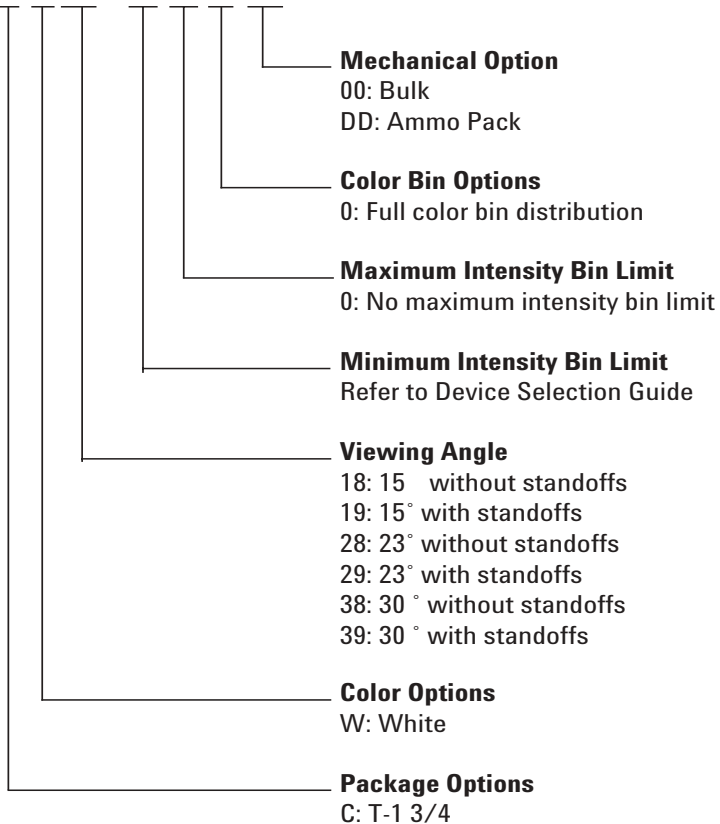 Mechanical Option
00: Bulk
DD: Ammo Pack
Color Bin Options
0: Full color bin distribution
Maximum Intensity Bin Limit
0: No maximum intensity bin limit
Minimum Intensity Bin Limit
Refer to Device Selection Guide
Viewing Angle
18: 15 without standoffs
19: 15° with standoffs
28: 23° without standoffs
29: 23° with standoffs
38: 30 ° without standoffs
39: 30 ° with standoffs
Color Options
W: White
Package Options
C: T-1 3/4